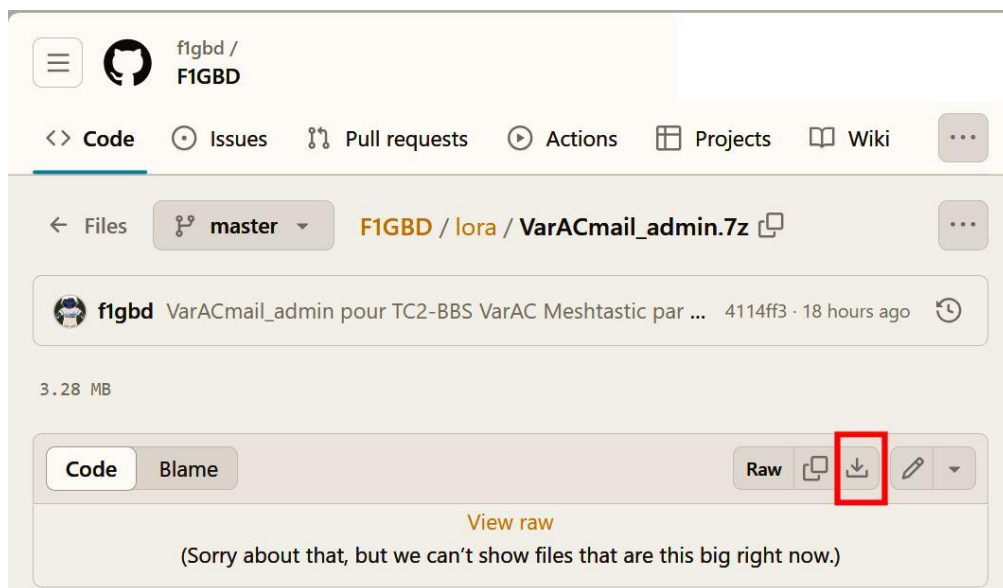 f1gbd /
F1GBD
Code Issues Pull requests Actions Projects Wiki
Files master F1GBD / lora / VarACmail_admin.7z
f1gbd VarACmail_admin pour TC2-BBS VarAC Meshtastic par ... 4114ff3 · 18 hours ago
3.28 MB
Code Blame Raw
View raw
(Sorry about that, but we can’t show files that are this big right now.)